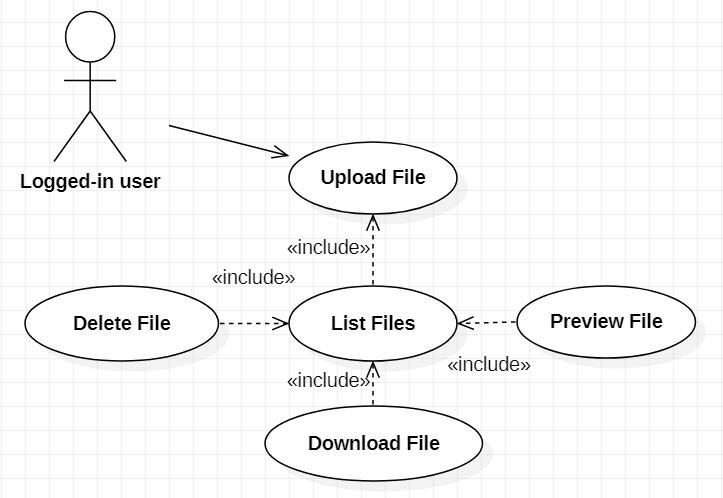 Logged-in user
Upload File
«include»
«include»
Delete File
List Files
Preview File
«include»
«include»
Download File